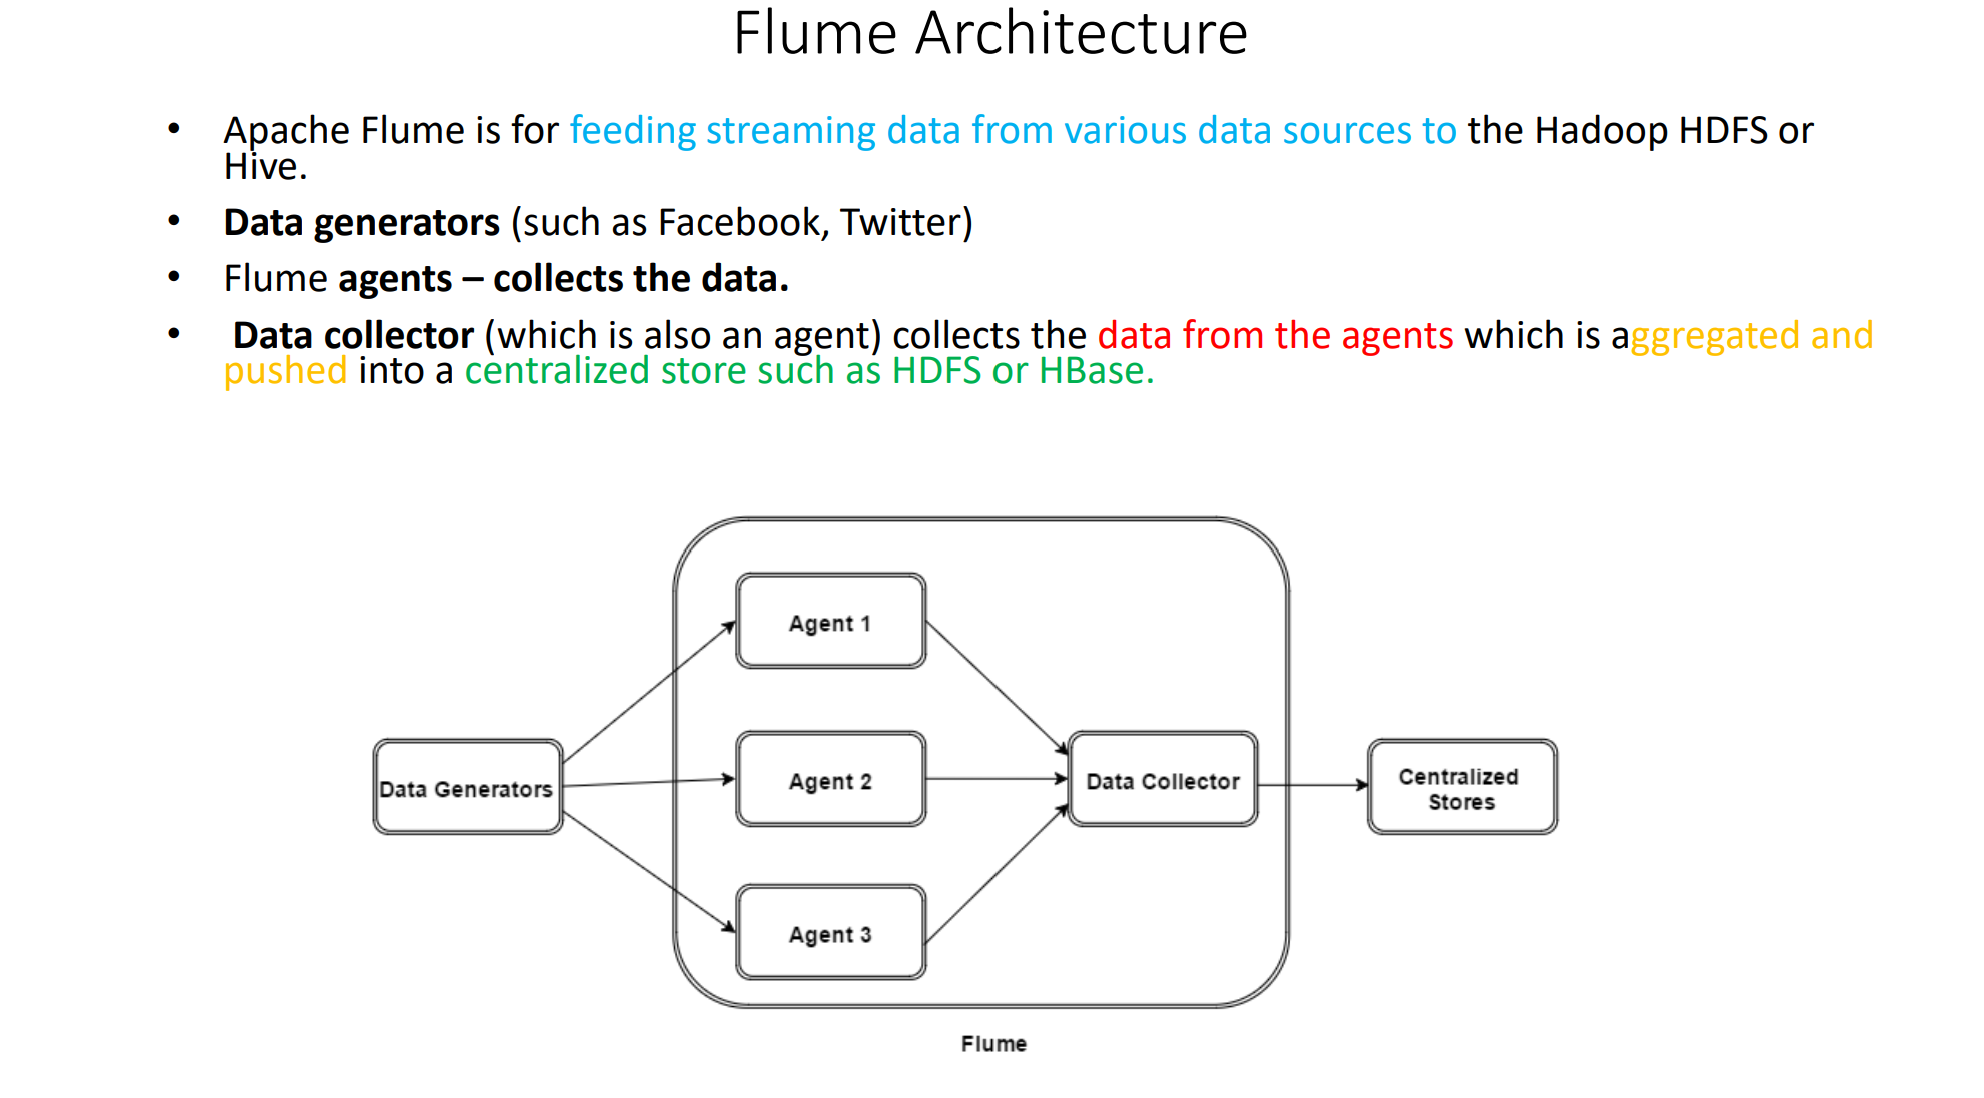 Flume Architecture
• Apache Flume is for feeding streaming data from various data sources to the Hadoop HDFS or
Hive.
• Data generators (such as Facebook, Twitter)
• Flume agents – collects the data.
• Data collector (which is also an agent) collects the data from the agents which is aggregated and
pushed into a centralized store such as HDFS or HBase.
Agent 1
Data Generators
Agent 2
Data Collector
Centralized
Stores
Agent 3
Flume